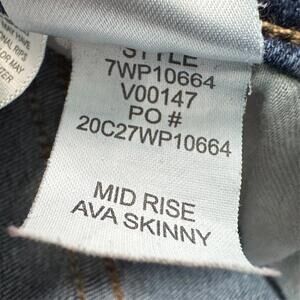 STYLE
7WP10664
V00147
PO #
20C27WP10664
MID RISE
AVA SKINNY